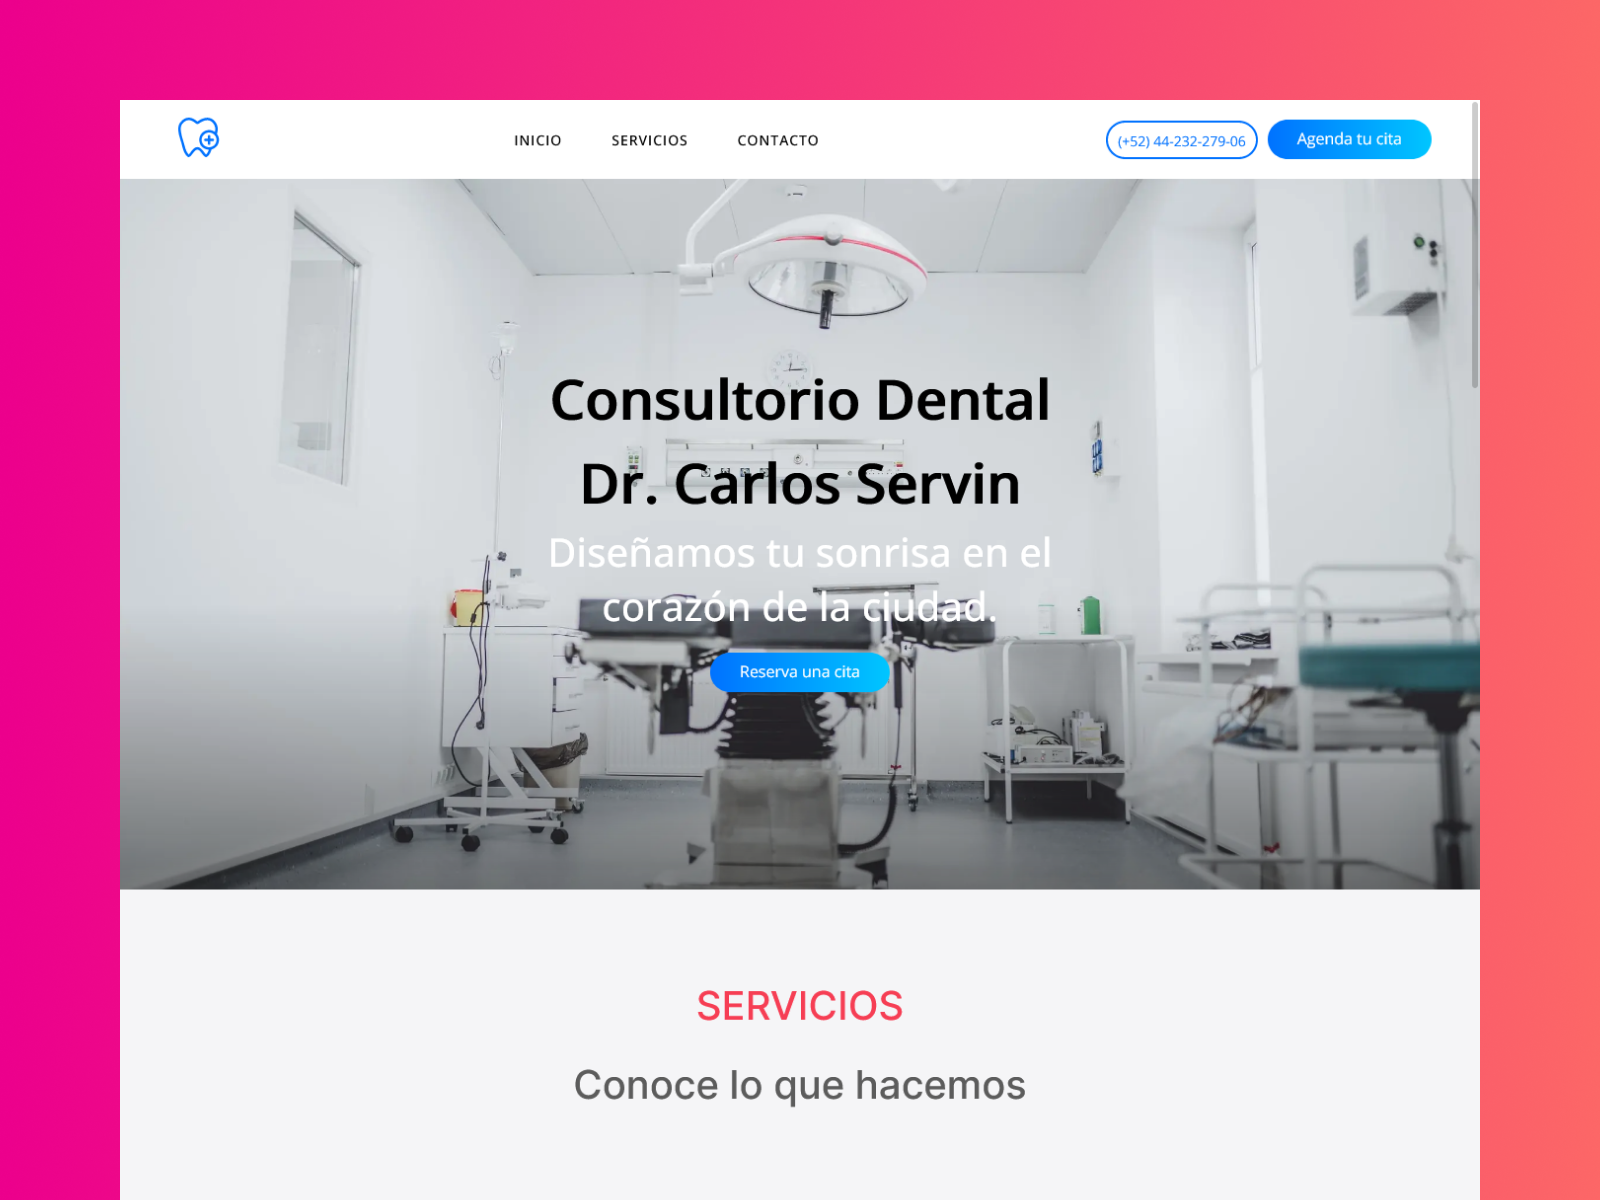 INICIO
SERVICIOS
CONTACTO
(+52) 44-232-279-06
Agenda tu cita
Consultorio Dental
Dr. Carlos Servin
Diseñamos tu sonrisa en el
corazón de la ciudad.
Reserva una cita
SERVICIOS
Conoce lo que hacemos